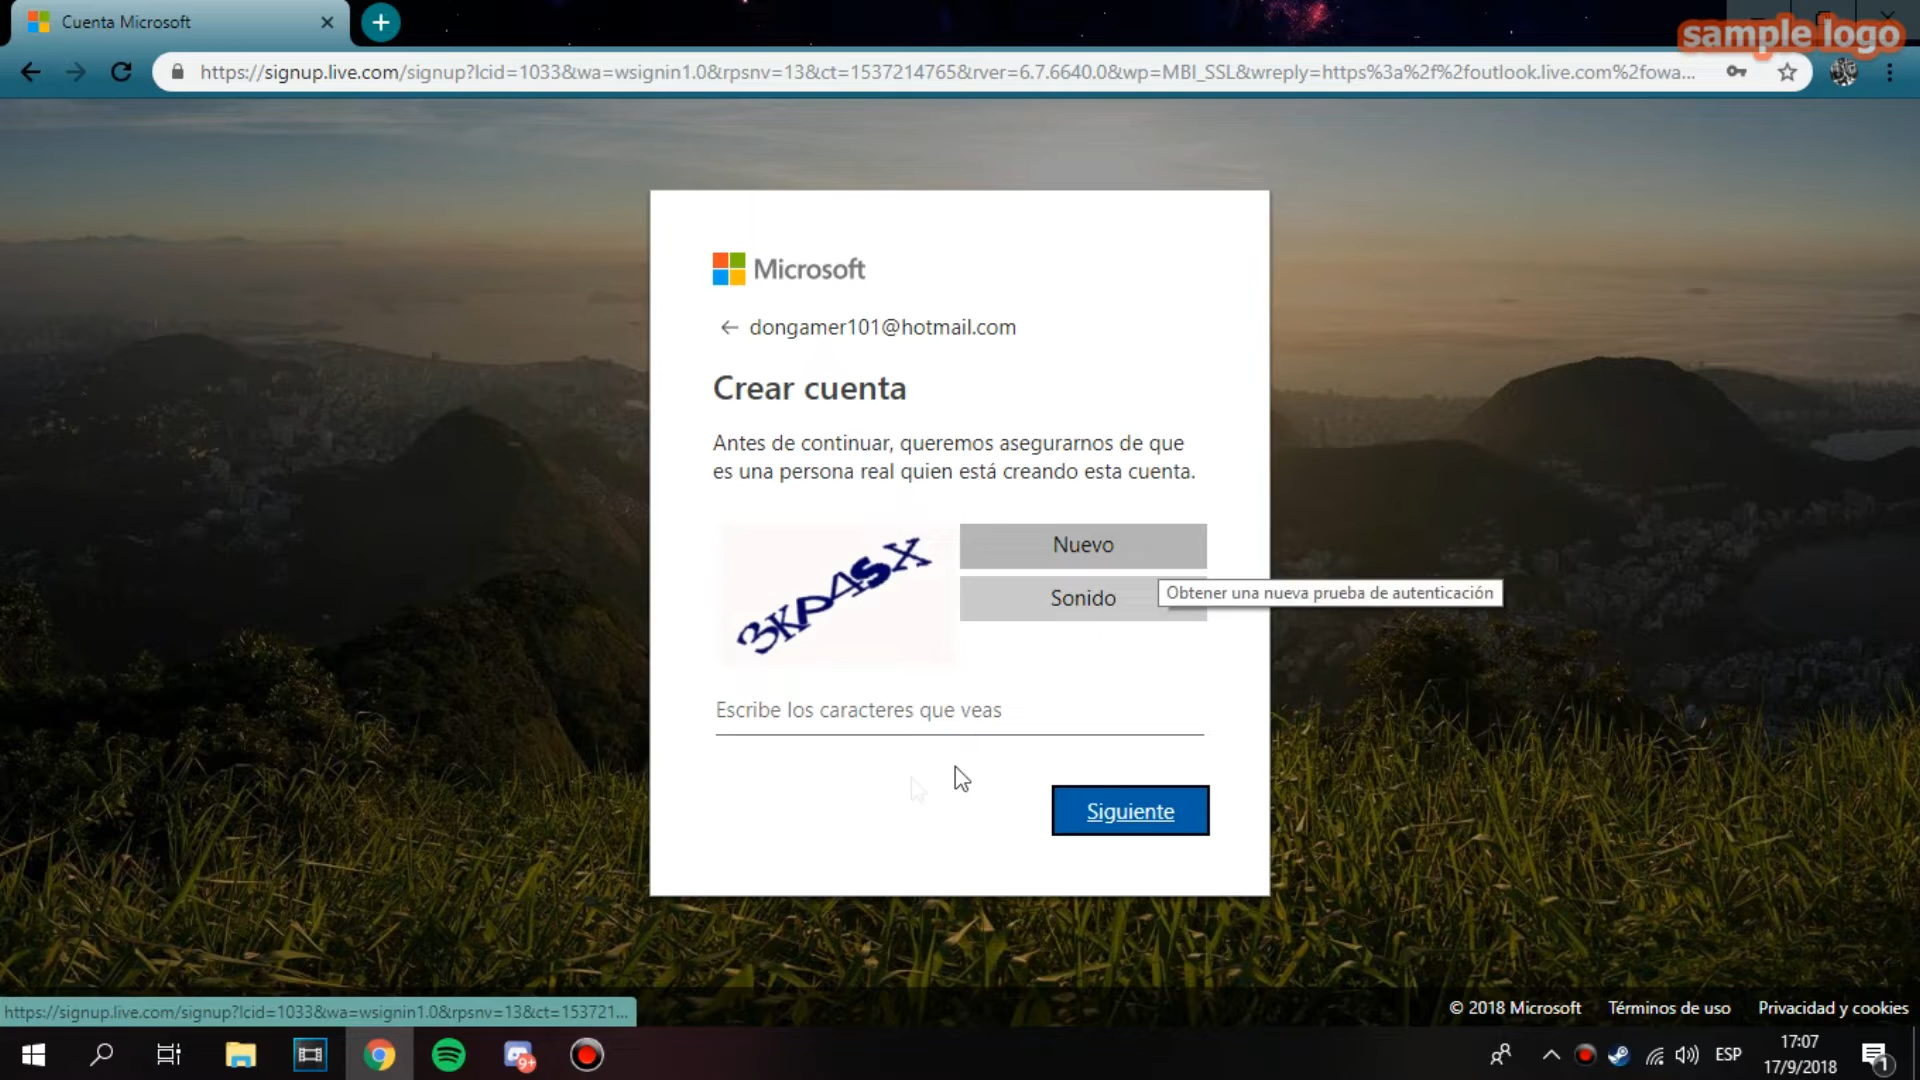 Cuenta Microsoft
sample logo
https://signup.live.com/signup?lcid=1033&wa=wsignin1.0&rpsnv=13&ct=1537214765&rver=6.7.6640.0&wp=MBI_SSL&wreply=https%3a%2f%2foutlook.live.com%2fowa...
Microsoft
dongamer101@hotmail.com
Crear cuenta
Antes de continuar, queremos asegurarnos de que
es una persona real quien está creando esta cuenta.
3KP4SX
Nuevo
Sonido
Obtener una nueva prueba de autenticación
Escribe los caracteres que veas
Siguiente
https://signup.live.com/signup?lcid=1033&wa=wsignin1.0&rpsnv=13&ct=153721...
© 2018 Microsoft Términos de uso Privacidad y cookies
9+
ESP
17:07
17/9/2018
1